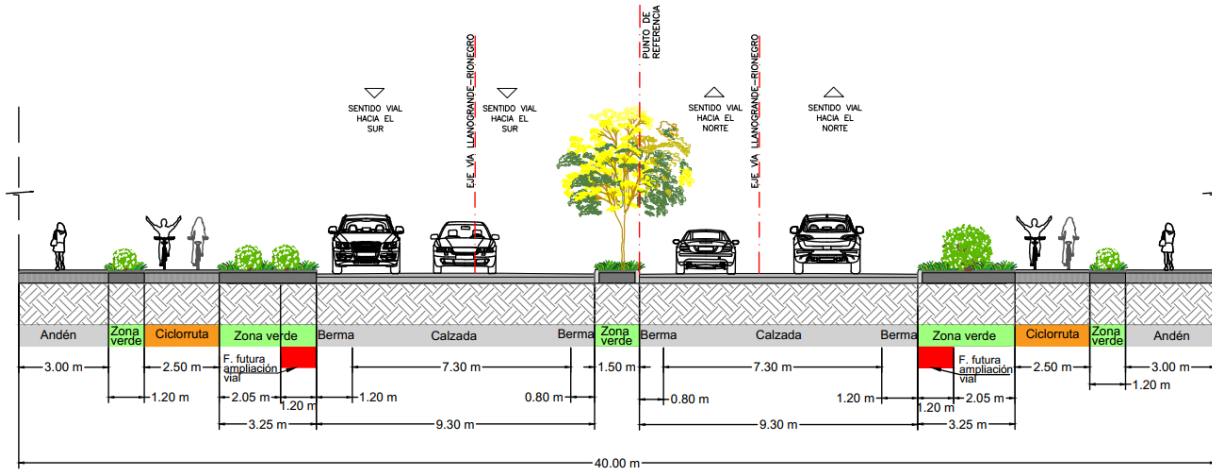 PUNTO DE
REFERENCIA
EJE VÍA LLANOGRANDE-RIONEGRO
EJE VÍA LLANOGRANDE-RIONEGRO
SENTIDO VIAL
HACIA EL
SUR
SENTIDO VIAL
HACIA EL
SUR
SENTIDO VIAL
HACIA EL
NORTE
SENTIDO VIAL
HACIA EL
NORTE
Andén
Zona
verde
Ciclorruta
Zona verde
Berma
Calzada
Berma
Zona
verde
Berma
Calzada
Berma
Zona verde
Ciclorruta
Zona
verde
Andén
3.00 m
2.50 m
F. futura
ampliación
vial
7.30 m
1.50 m
7.30 m
F. futura
ampliación
vial
2.50 m
3.00 m
1.20 m
2.05 m
1.20 m
1.20 m
0.80 m
0.80 m
1.20 m
1.20 m
2.05 m
1.20 m
3.25 m
9.30 m
9.30 m
3.25 m
40.00 m